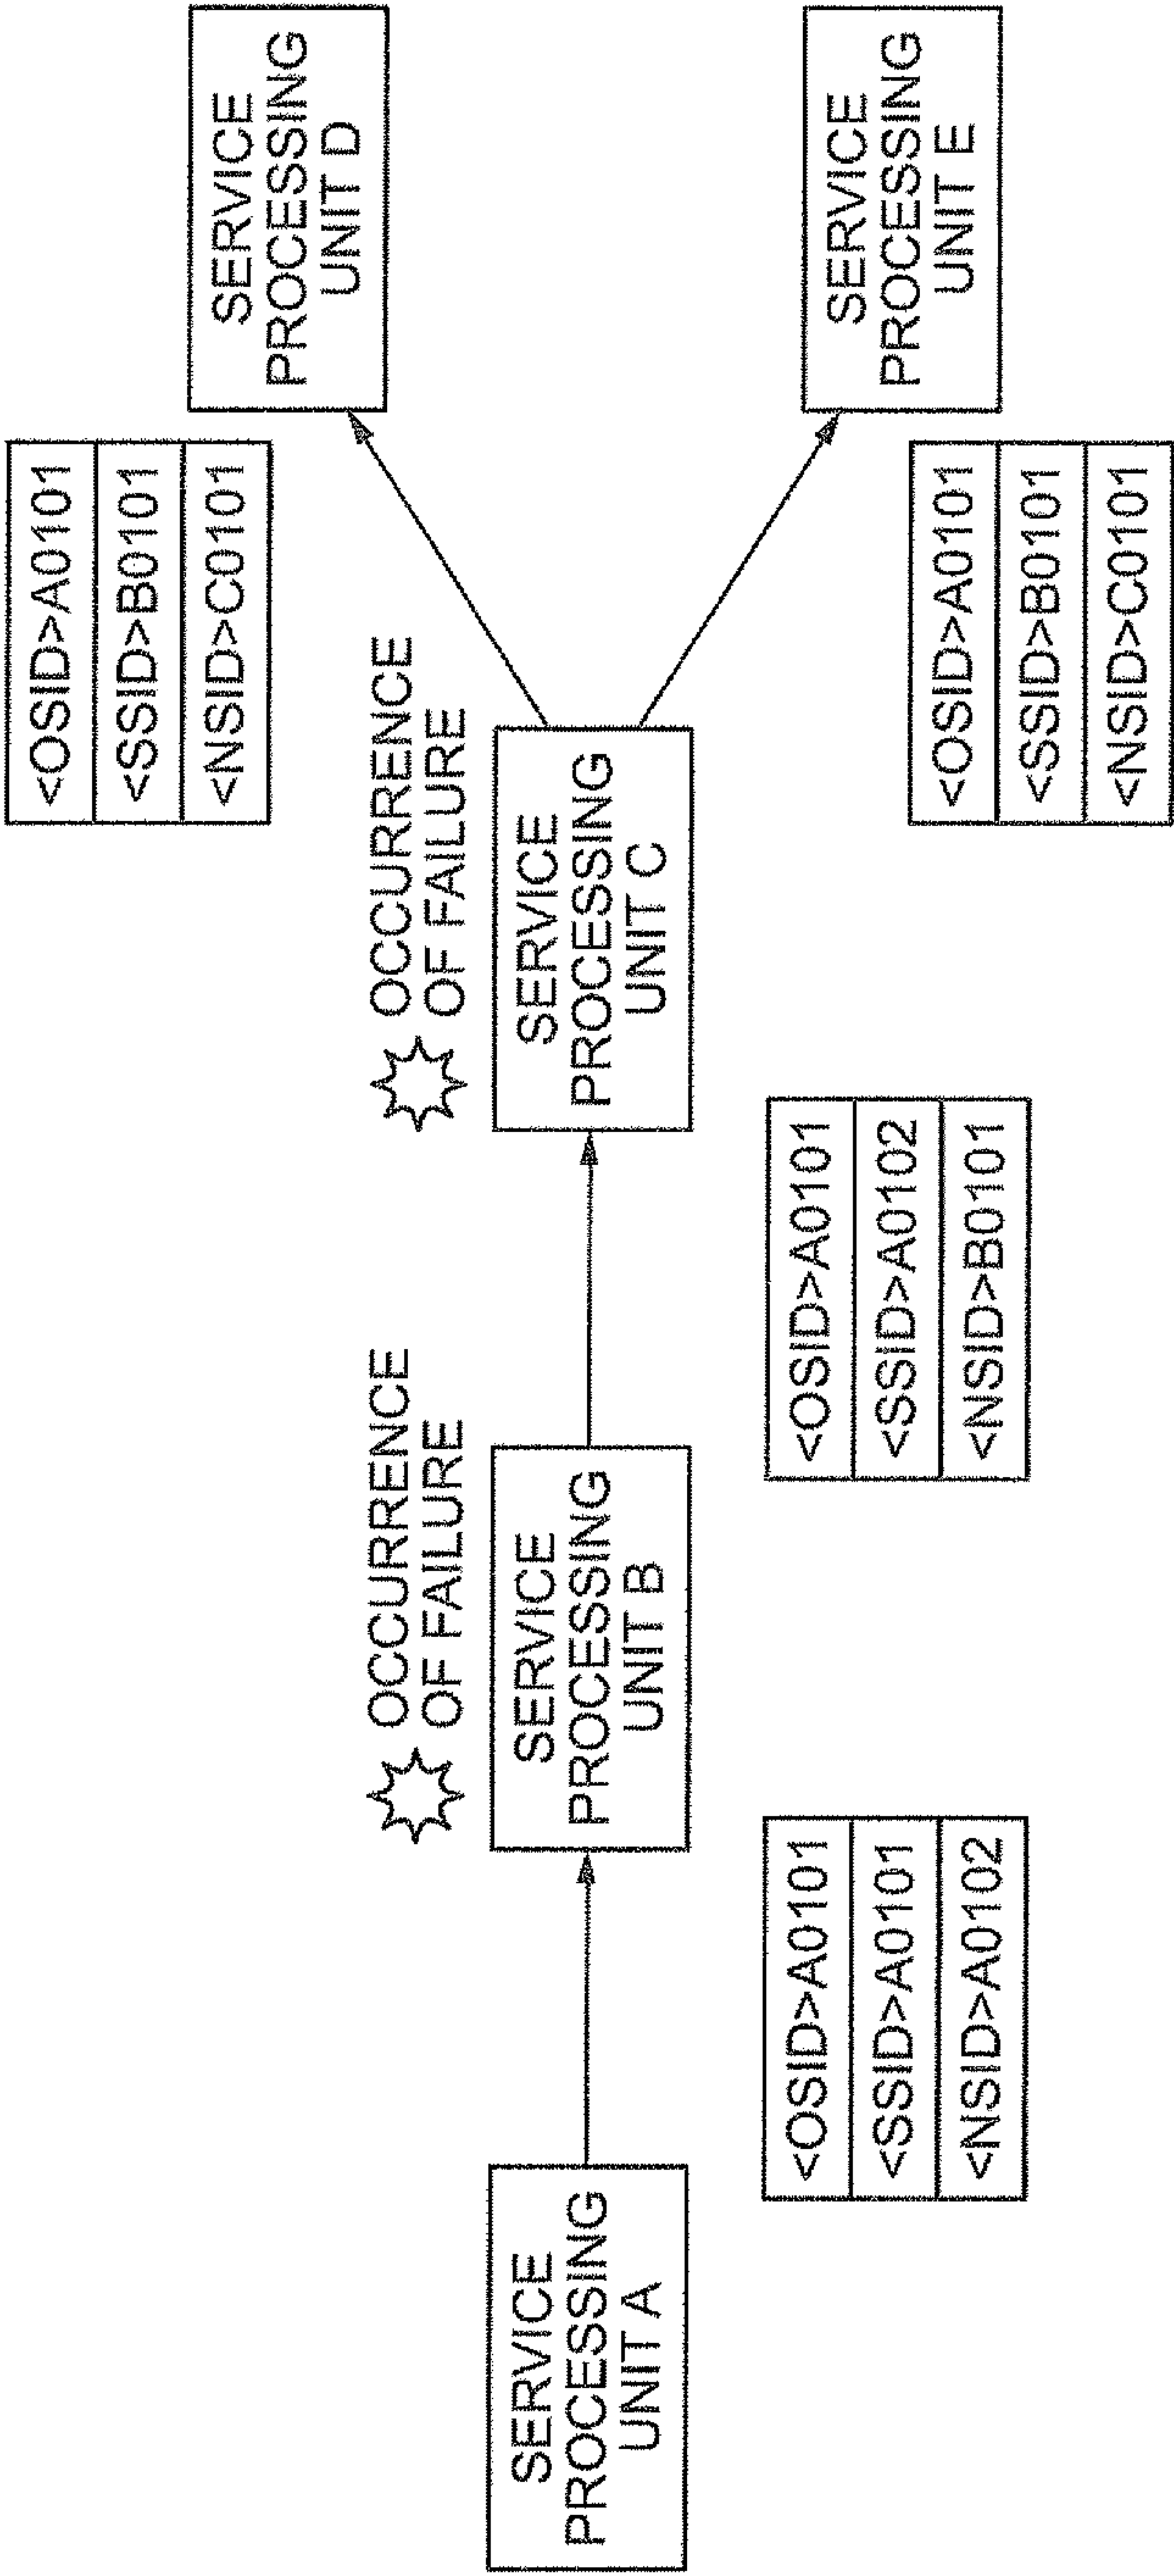 SERVICE
PROCESSING
UNIT A
<OSID>A0101
<SSID>A0101
<NSID>A0102
OCCURRENCE
OF FAILURE
SERVICE
PROCESSING
UNIT B
<OSID>A0101
<SSID>A0102
<NSID>B0101
OCCURRENCE
OF FAILURE
SERVICE
PROCESSING
UNIT C
<OSID>A0101
<SSID>B0101
<NSID>C0101
SERVICE
PROCESSING
UNIT D
<OSID>A0101
<SSID>B0101
<NSID>C0101
SERVICE
PROCESSING
UNIT E